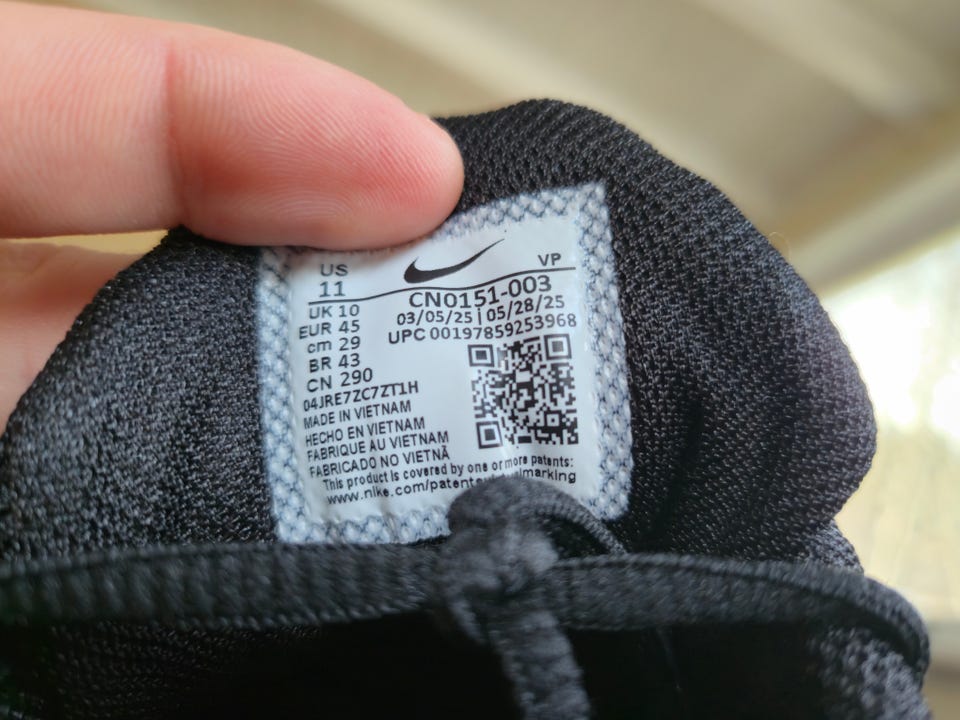 US
11
VP
CN0151-003
03/05/25 | 05/28/25
UPC 00197859253968
UK 10
EUR 45
cm 29
BR 43
CN 290
04JRE7ZC7ZT1H
MADE IN VIETNAM
HECHO EN VIETNAM
FABRIQUE AU VIETNAM
FABRICADO NO VIETNÃ
This product is covered by one or more patents: